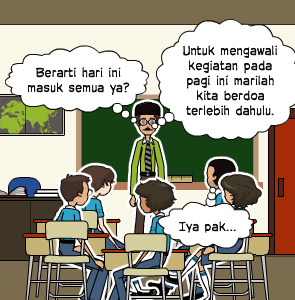 Berarti hari ini
masuk semua ya?
Untuk mengawali
kegiatan pada
pagi ini marilah
kita berdoa
terlebih dahulu.
Iya pak...